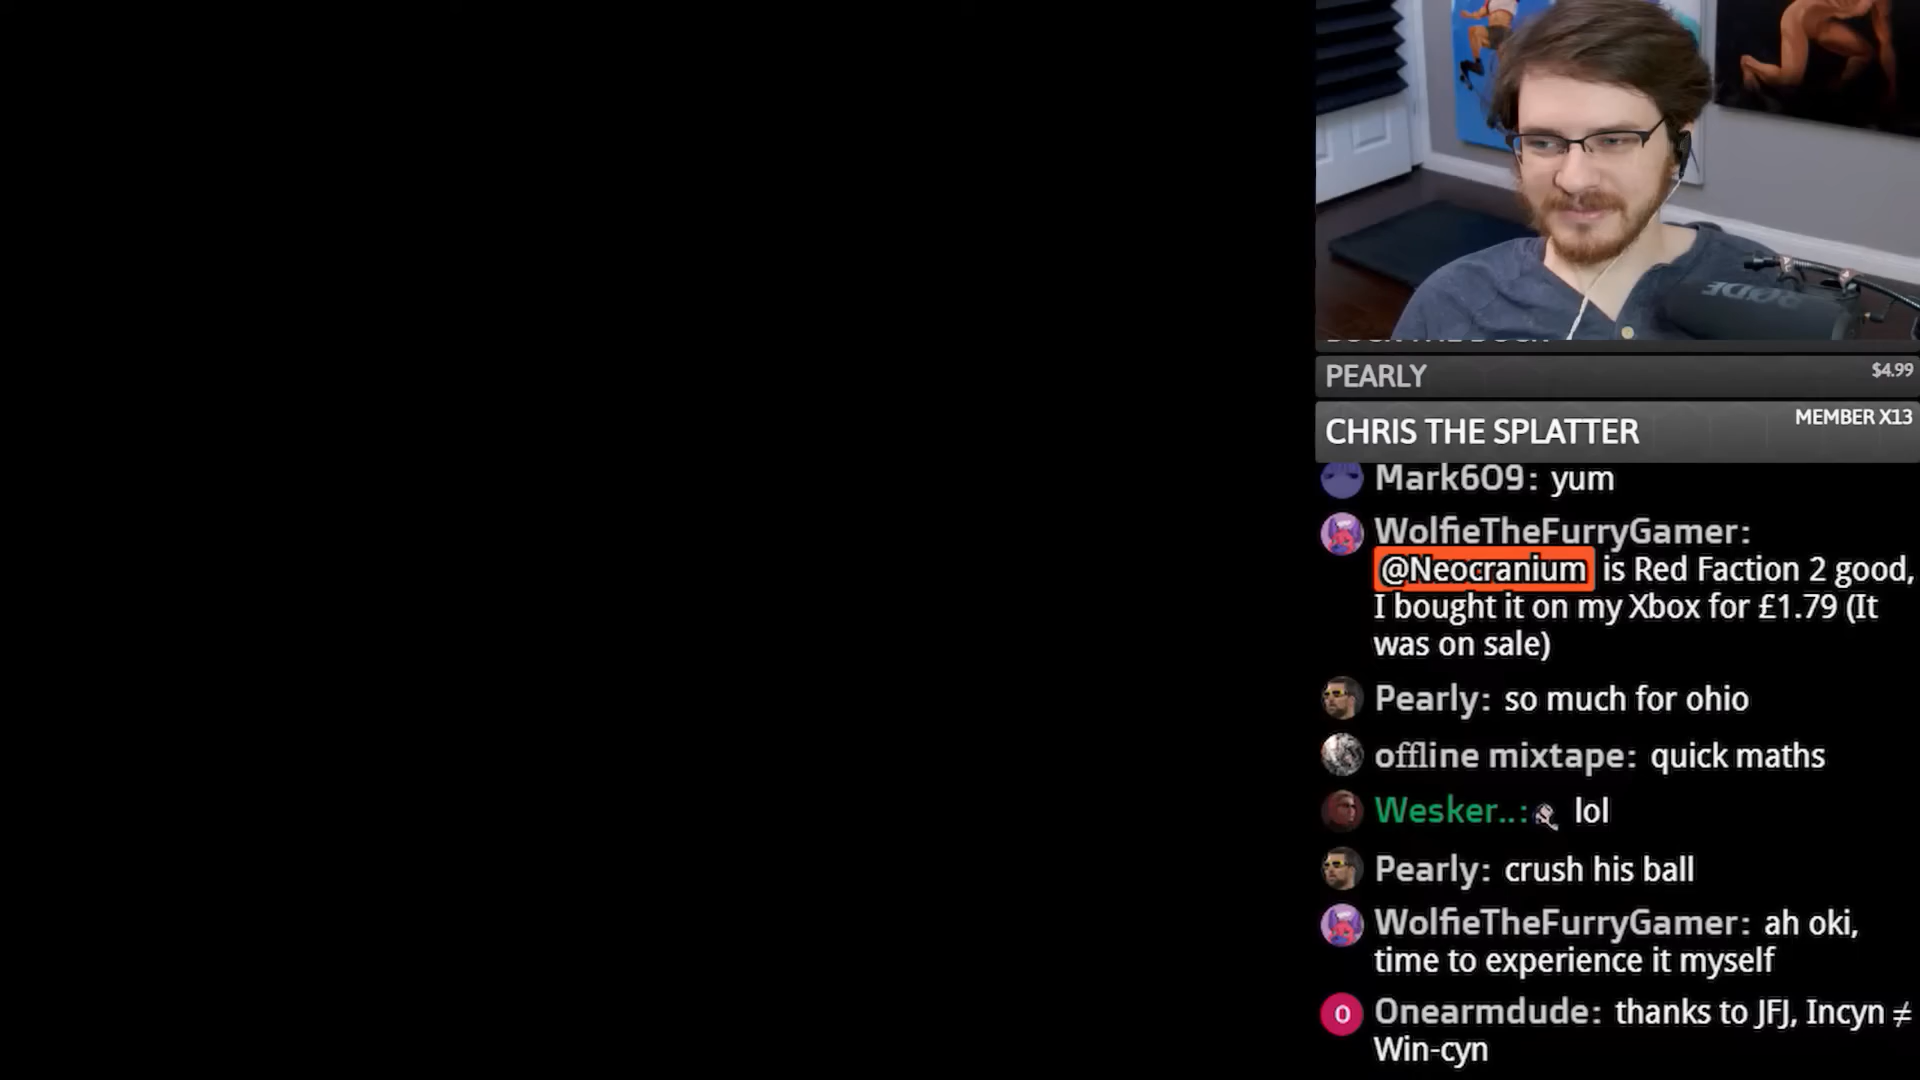 RODE
PEARLY $4.99
CHRIS THE SPLATTER MEMBER X13
Mark609: yum
WolfieTheFurryGamer:
@Neocranium is Red Faction 2 good,
I bought it on my Xbox for £1.79 (It
was on sale)
Pearly: so much for ohio
offline mixtape: quick maths
Wesker..: lol
Pearly: crush his ball
WolfieTheFurryGamer: ah oki,
time to experience it myself
O Onearmdude: thanks to JFJ, Incyn ≠
Win-cyn